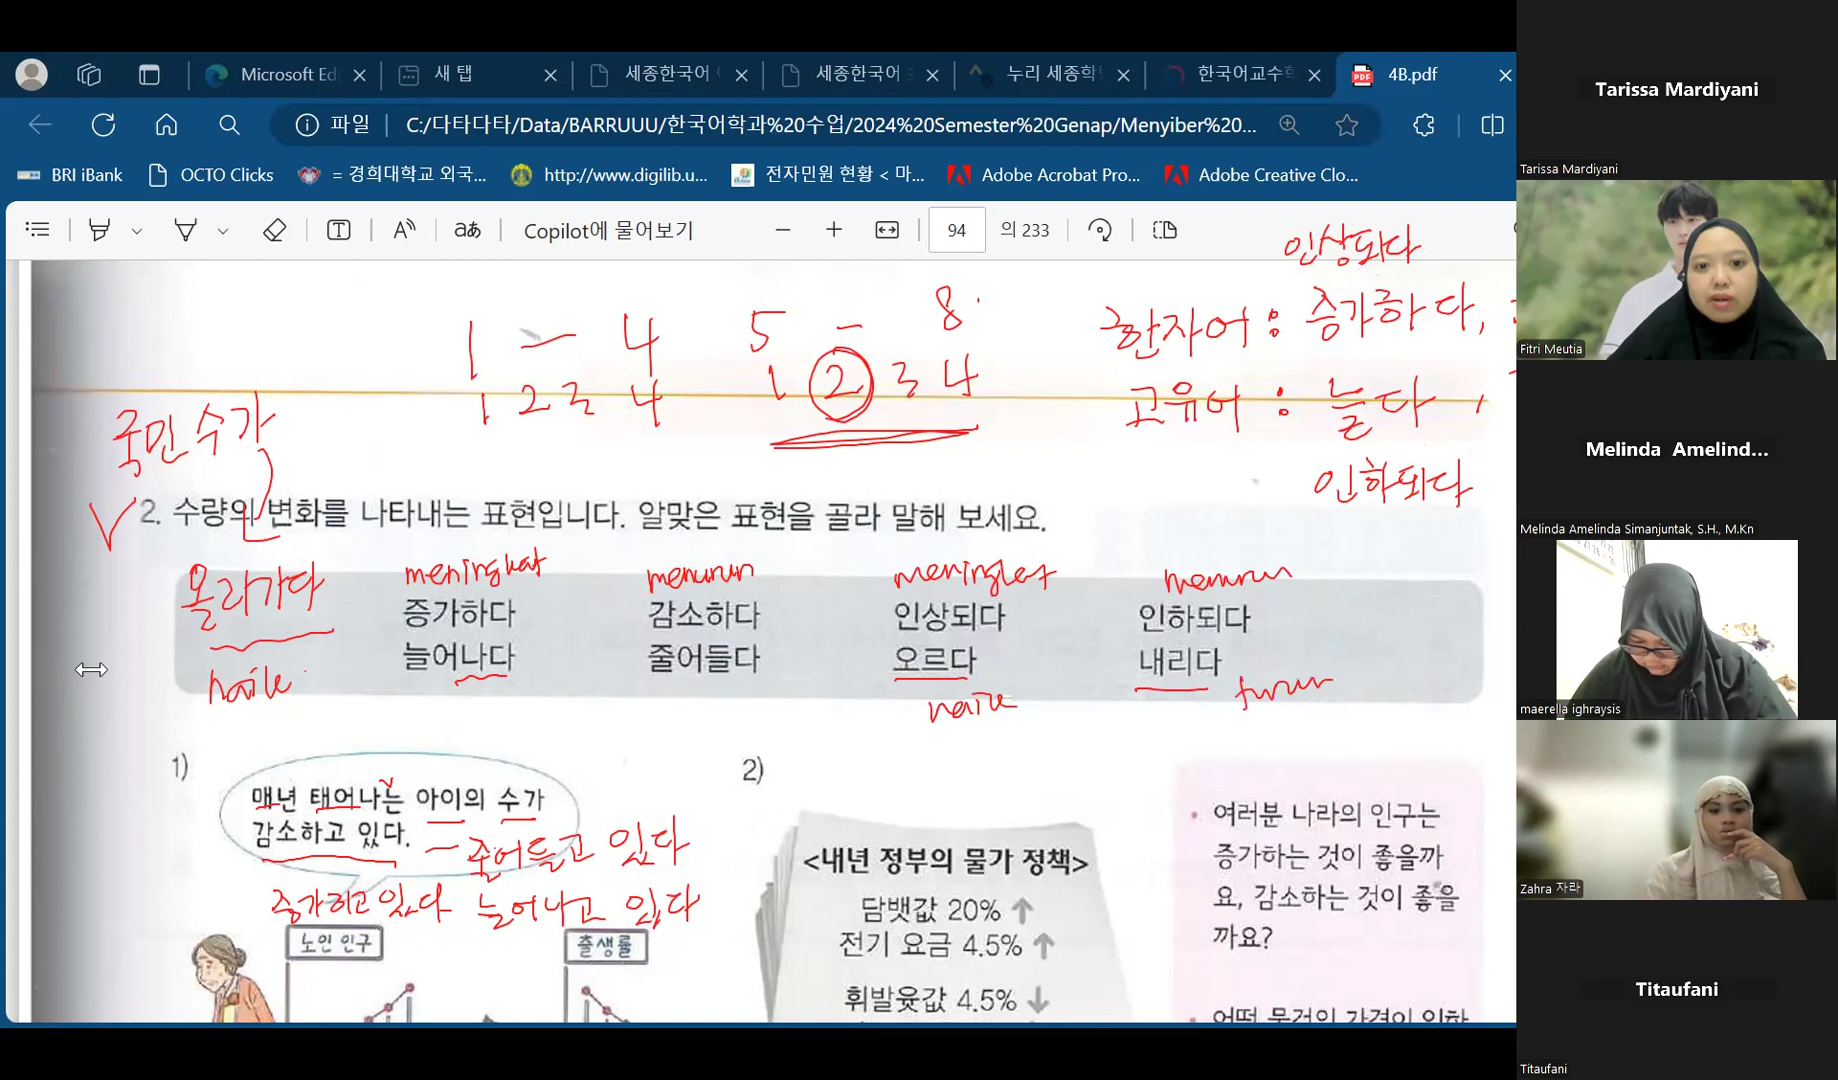 Microsoft Ed
새 탭
세종한국어
세종한국어
누리 세종학
한국어교수
4B.pdf
파일
C:/다타다타/Data/BARRUUU/한국어학과%20수업/2024%20Semester%20Genap/Menyiber%20...
BRI iBank
OCTO Clicks
= 경희대학교 외국...
http://www.digilib.u...
전자민원 현황 < 마...
Adobe Acrobat Pro...
Adobe Creative Clo...
Copilot에 물어보기
94
의 233
인상되다
1 - 4 5 - 8
한자어 : 증가하다,
1 2 3 4 1 2 3 4
고유어 : 늘다 ,
국민 수가
인하되다
2. 수량의 변화를 나타내는 표현입니다. 알맞은 표현을 골라 말해 보세요.
올라가다
naik
meningkat menurun meningkat menurun
증가하다 감소하다 인상되다 인하되다
늘어나다 줄어들다 오르다 내리다
naik turun
1)
매년 태어나는 아이의 수가
감소하고 있다.
- 줄어들고 있다
증가하고 있다 늘어나고 있다
노인 인구
출생률
2)
<내년 정부의 물가 정책>
담뱃값 20% ↑
전기 요금 4.5% ↑
휘발윳값 4.5% ↓
• 여러분 나라의 인구는
증가하는 것이 좋을까
요, 감소하는 것이 좋을
까요?
• 어떤 물건의 가격이 인하
Tarissa Mardiyani
Tarissa Mardiyani
Fitri Meutia
Melinda Amelind...
Melinda Amelinda Simanjuntak, S.H., M.Kn
maerella ighraysis
Zahra 자라
Titaufani
Titaufani